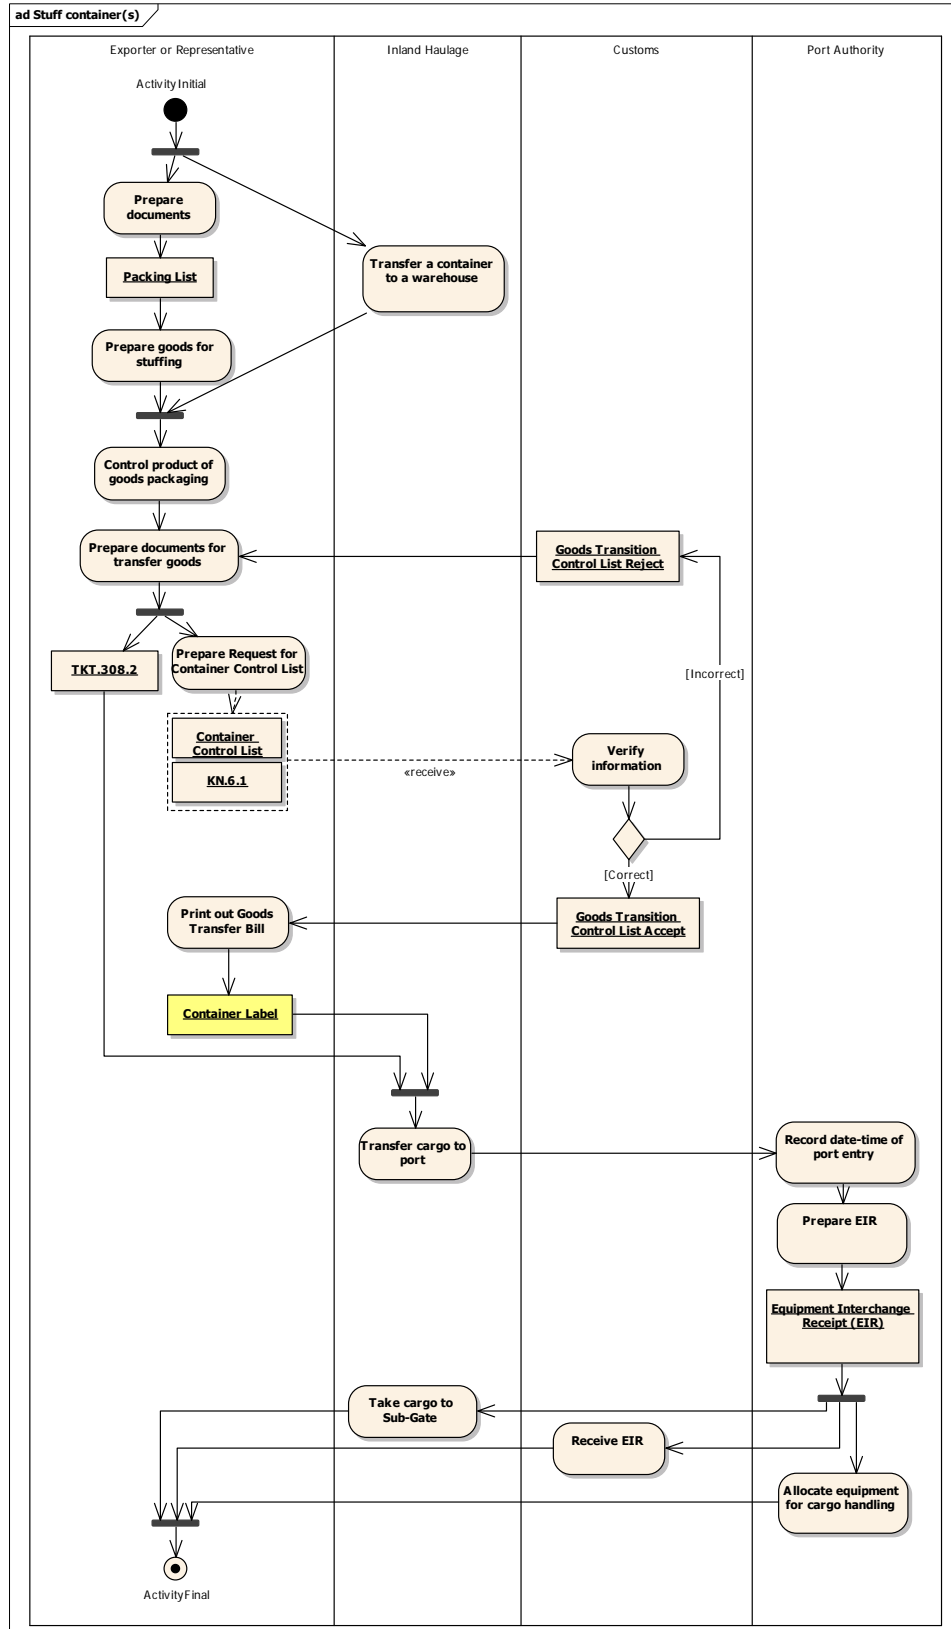 ad Stuff container(s)
Exporter or Representative
Inland Haulage
Customs
Port Authority
Activity Initial
Prepare
documents
Packing List
Transfer a container
to a warehouse
Prepare goods for
stuffing
Control product of
goods packaging
Prepare documents for
transfer goods
Goods Transition
Control List Reject
TKT.308.2
Prepare Request for
Container Control List
[Incorrect]
Container
Control List
KN.6.1
«receive»
Verify
information
[Correct]
Print out Goods
Transfer Bill
Goods Transition
Control List Accept
Container Label
Transfer cargo to
port
Record date-time of
port entry
Prepare EIR
Equipment Interchange
Receipt (EIR)
Take cargo to
Sub-Gate
Receive EIR
Allocate equipment
for cargo handling
ActivityFinal